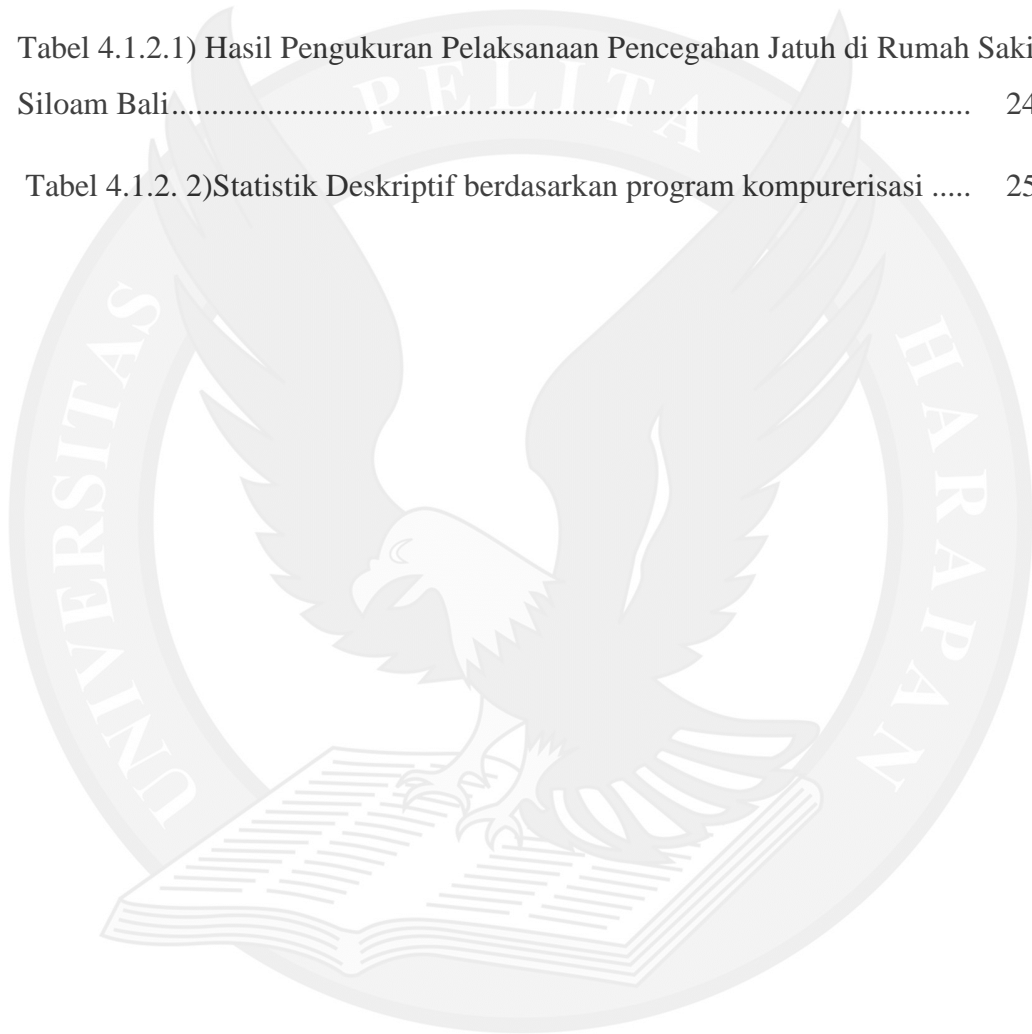 Tabel 4.1.2.1) Hasil Pengukuran Pelaksanaan Pencegahan Jatuh di Rumah Saki
Siloam Bali.................................................................................... 24
Tabel 4.1.2. 2)Statistik Deskriptif berdasarkan program kompurerisasi ..... 25
UNIVERSITAS PELITA HARAPAN